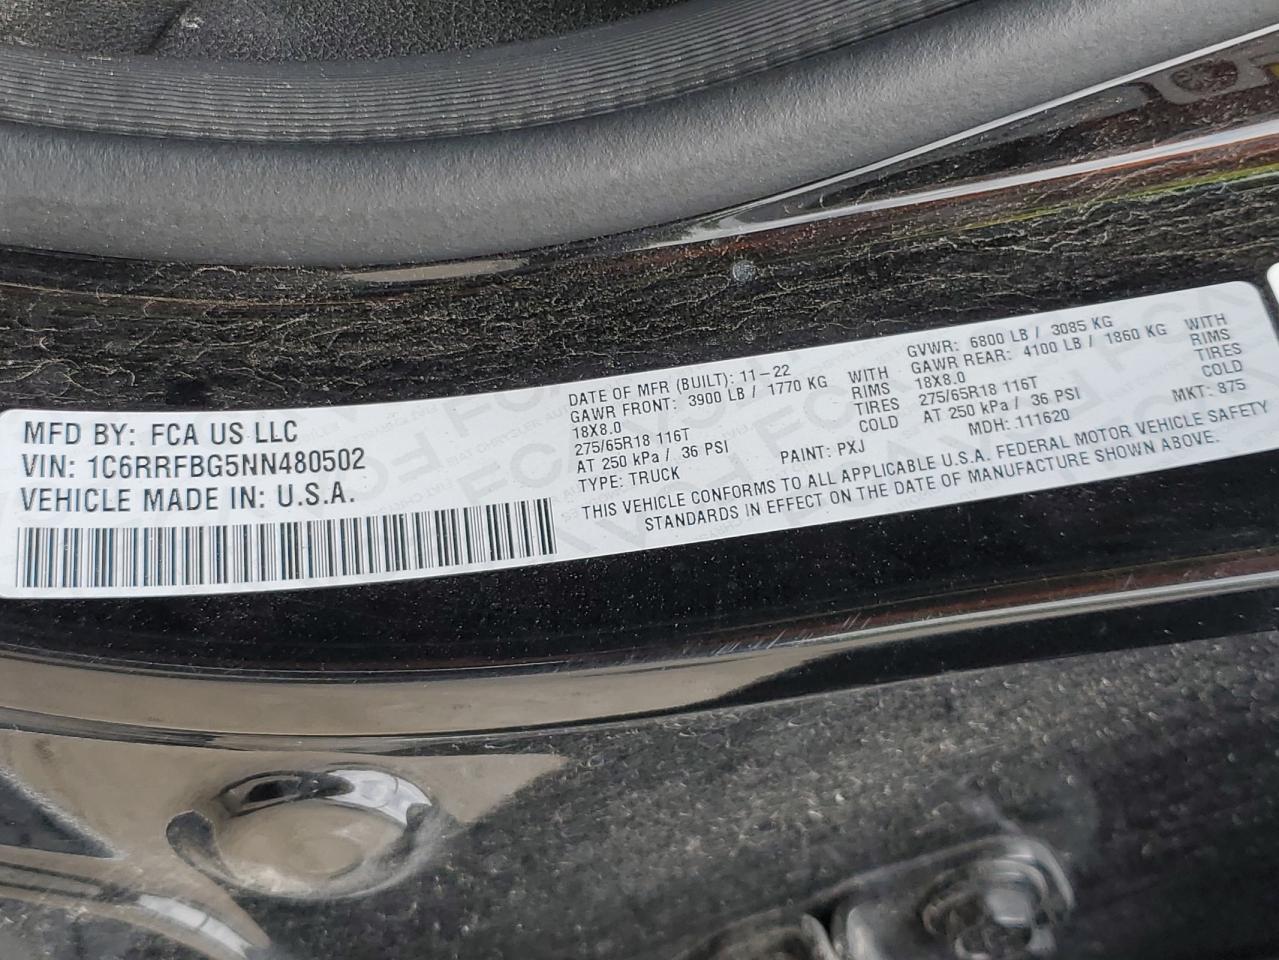 MFD BY: FCA US LLC
VIN: 1C6RRFBG5NN480502
VEHICLE MADE IN: U.S.A.
DATE OF MFR (BUILT): 11-22 GVWR: 6800 LB / 3085 KG
GAWR FRONT: 3900 LB / 1770 KG WITH GAWR REAR: 4100 LB / 1860 KG WITH
18X8.0 RIMS 18X8.0 RIMS
275/65R18 116T TIRES 275/65R18 116T TIRES
AT 250 kPa / 36 PSI COLD AT 250 kPa / 36 PSI COLD
TYPE: TRUCK PAINT: PXJ MDH: 111620 MKT: 875
THIS VEHICLE CONFORMS TO ALL APPLICABLE U.S.A. FEDERAL MOTOR VEHICLE SAFETY
STANDARDS IN EFFECT ON THE DATE OF MANUFACTURE SHOWN ABOVE.